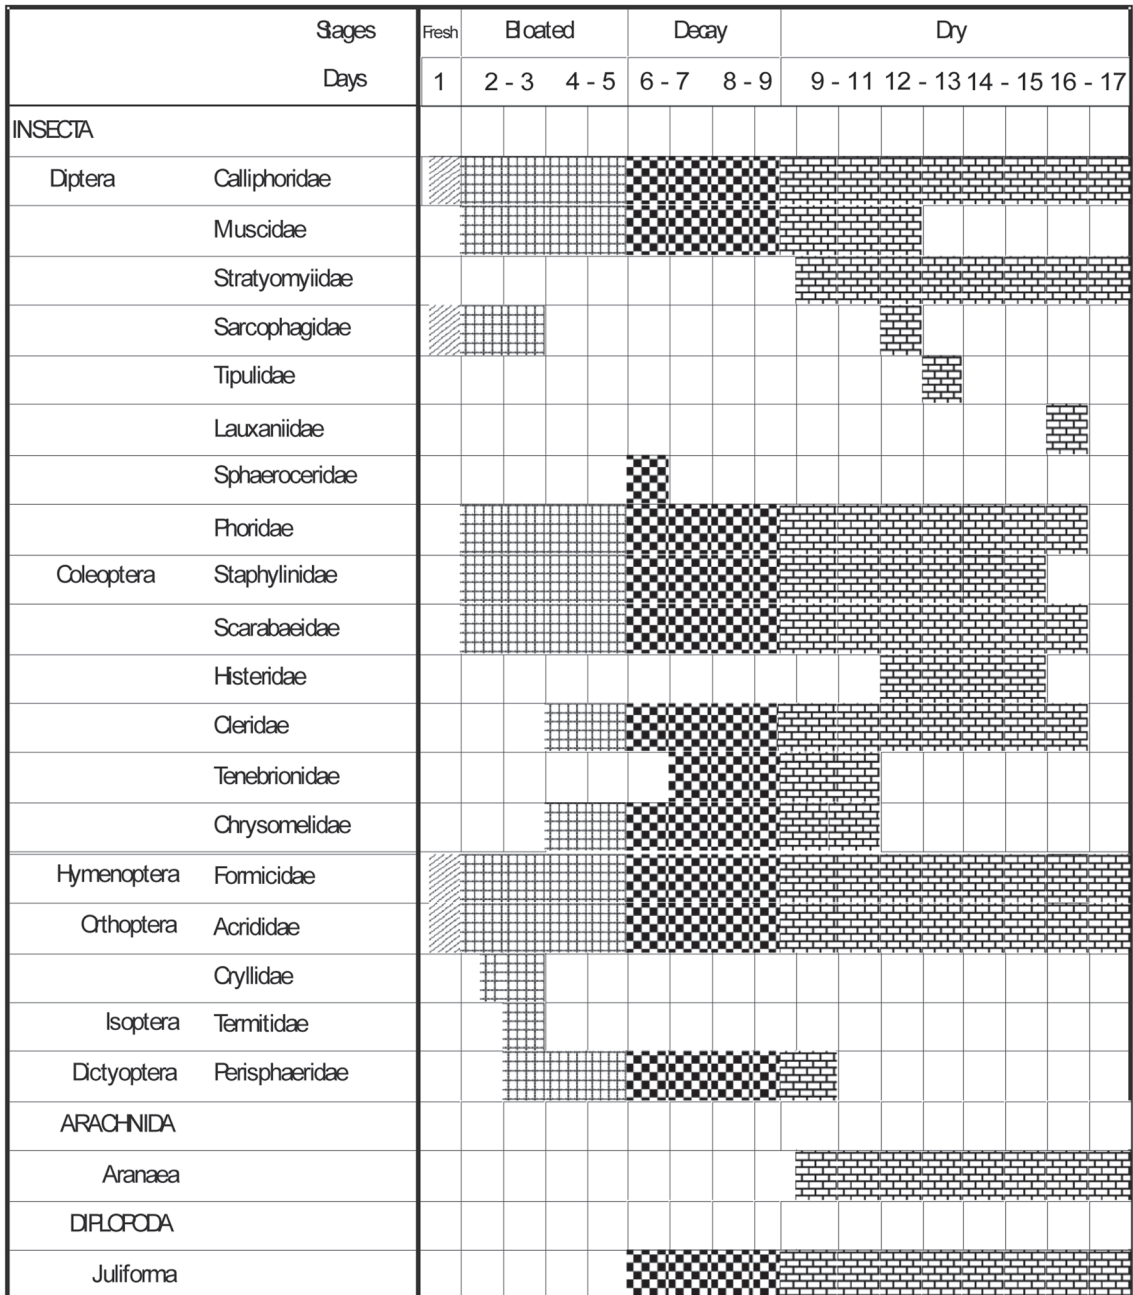 Stages Fresh Bloated Decay Dry
Days 1 2 - 3 4 - 5 6 - 7 8 - 9 9 - 11 12 - 13 14 - 15 16 - 17
INSECTA
Diptera Calliphoridae
Muscidae
Stratyomyiidae
Sarcophagidae
Tipulidae
Lauxaniidae
Sphaeroceridae
Phoridae
Coleoptera Staphylinidae
Scarabaeidae
Histeridae
Cleridae
Tenebrionidae
Chrysomelidae
Hymenoptera Formicidae
Orthoptera Acrididae
Cryllidae
Isoptera Termitidae
Dictyoptera Perisphaeridae
ARACHNIDA
Aranaea
DIPLOPODA
Juliforma